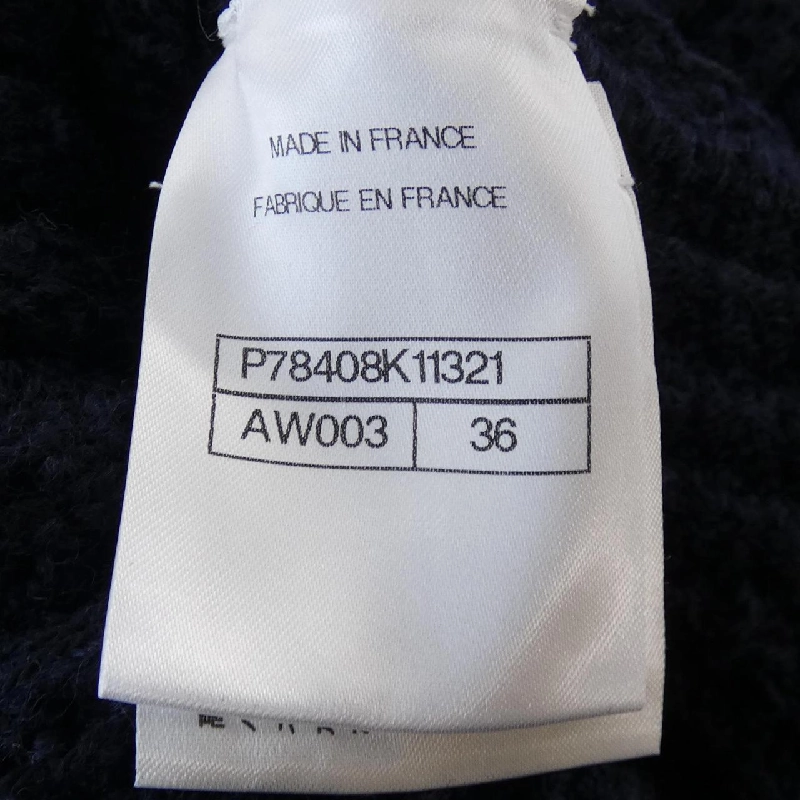 MADE IN FRANCE
FABRIQUE EN FRANCE
P78408K11321
AW003 36